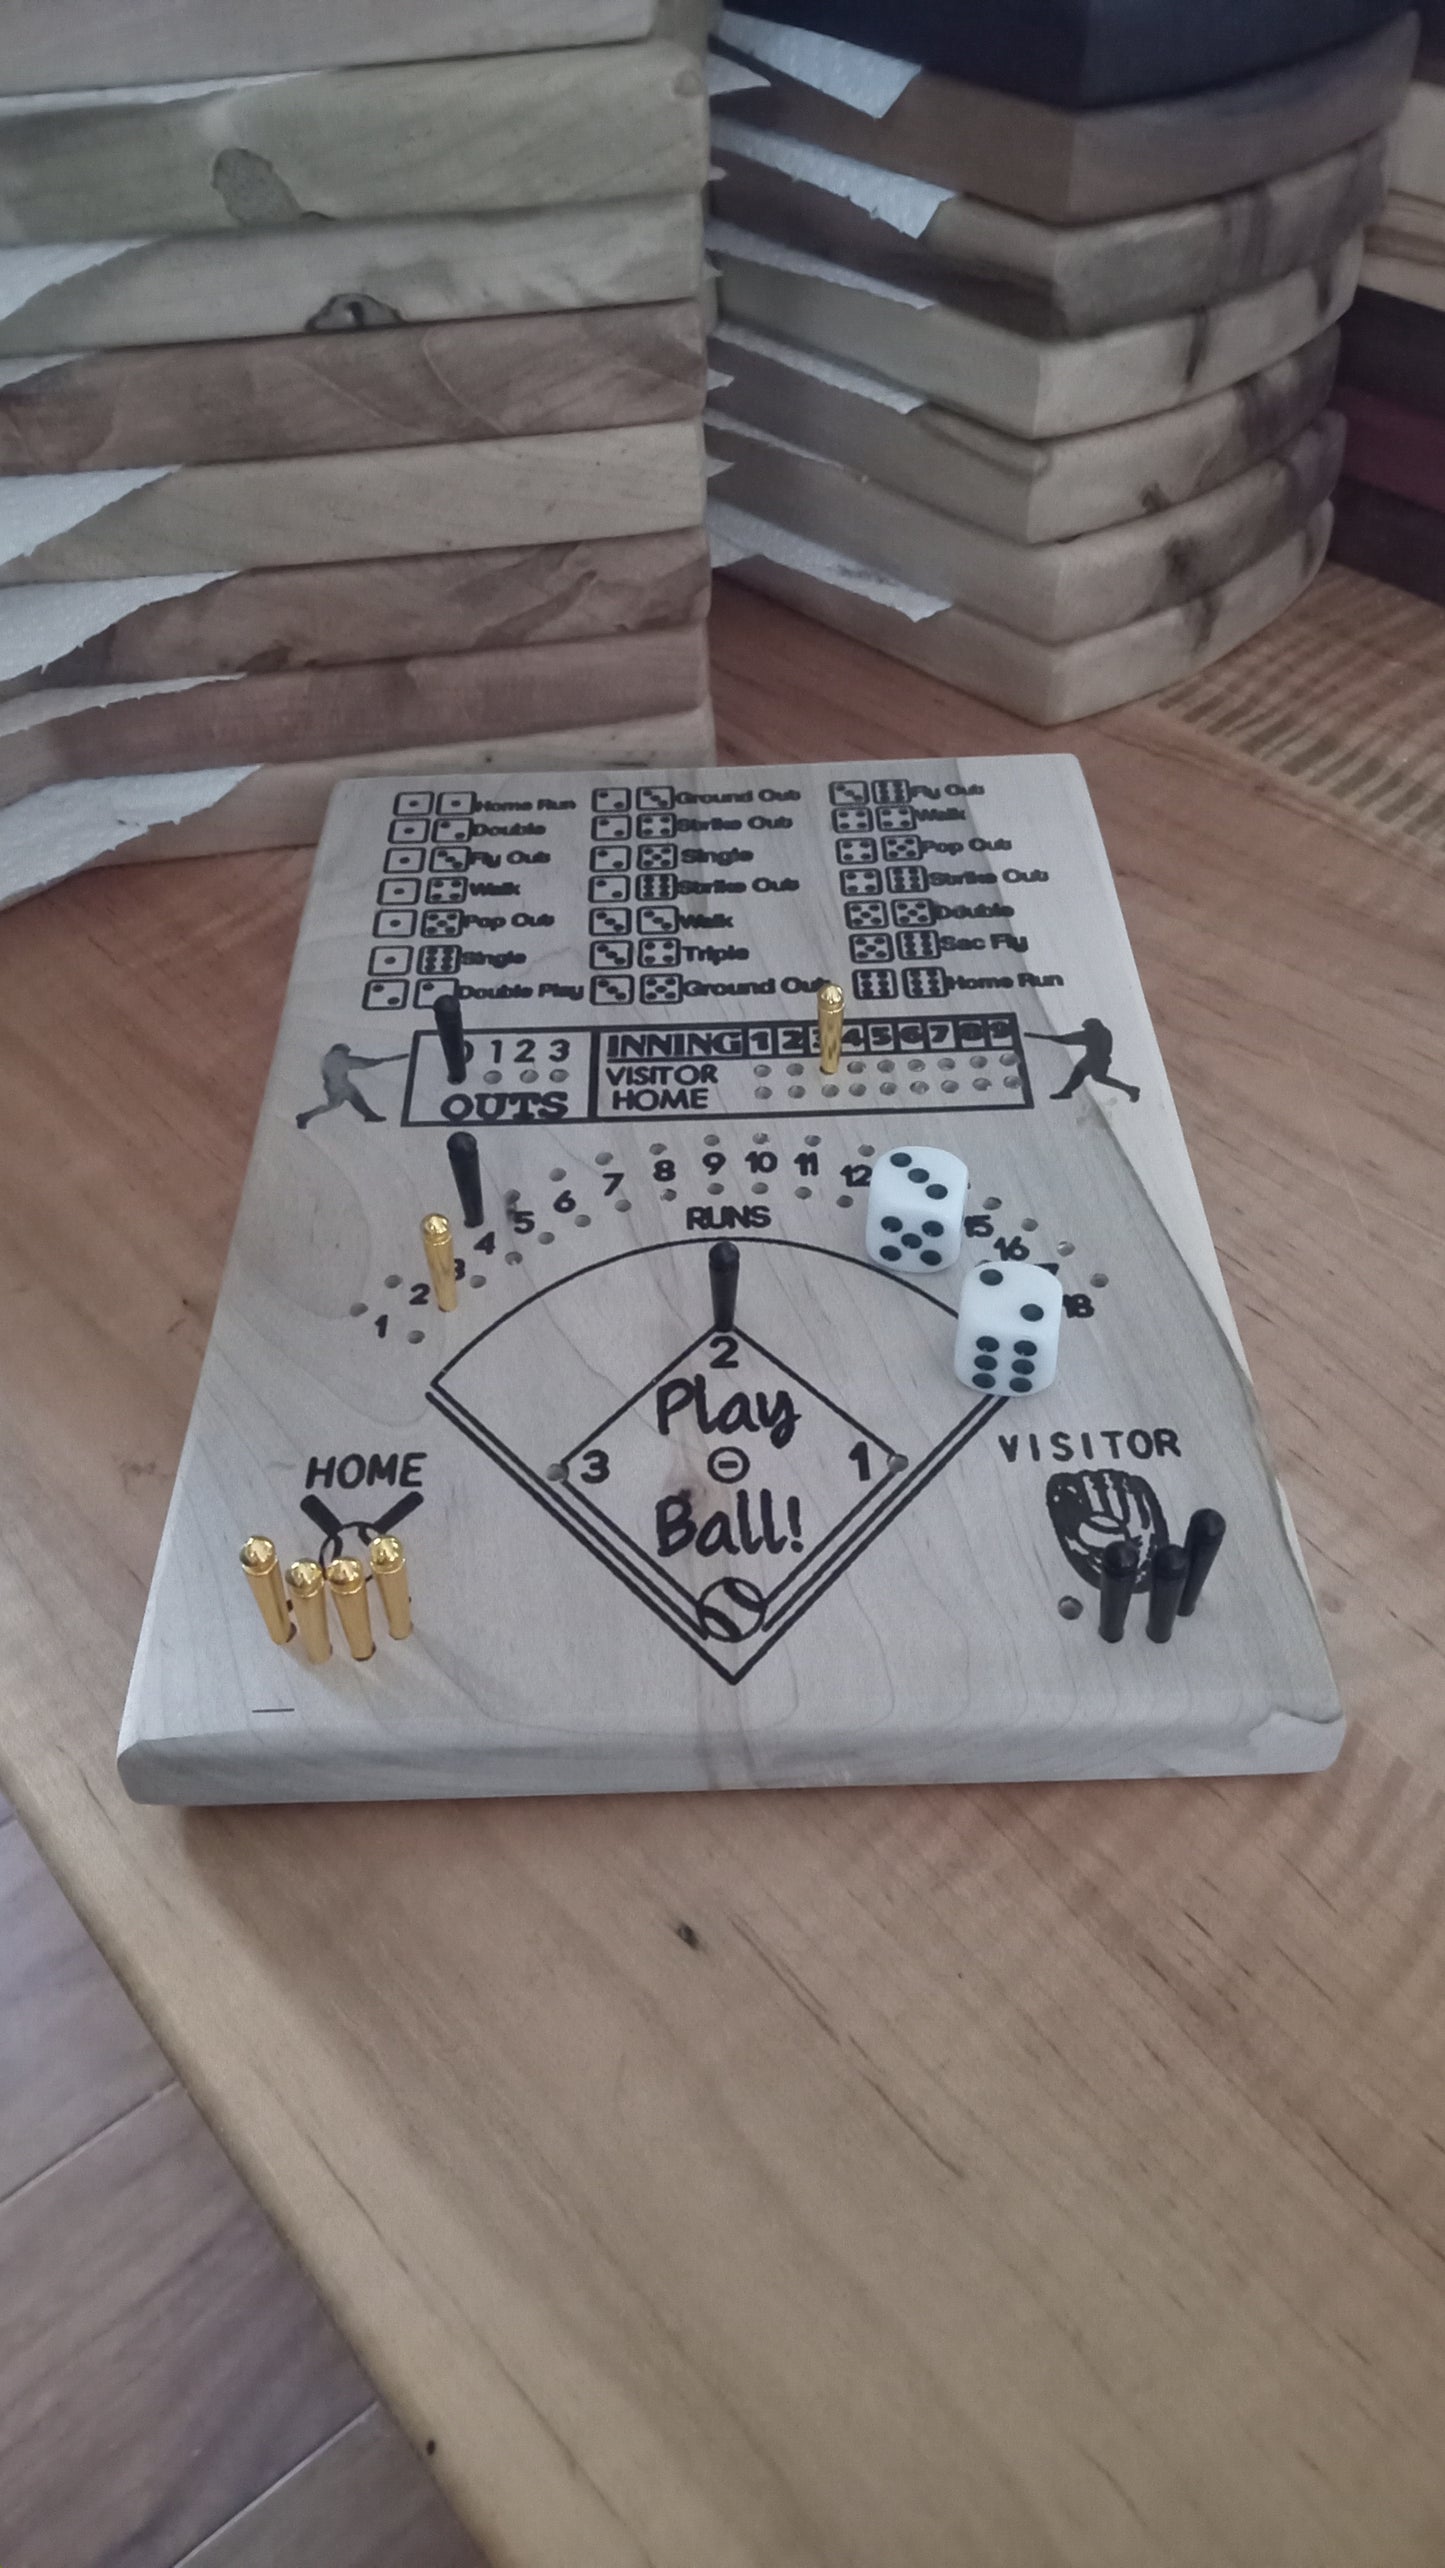 Home Run
Double
Fly Out
Walk
Pop Out
Single
Double Play
Ground Out
Strike Out
Single
Strike Out
Walk
Triple
Ground Out
Fly Out
Walk
Pop Out
Strike Out
Double
Sac Fly
Home Run
1 2 3
OUTS
INNING 1 2 3 4 5 6 7 8 9
VISITOR
HOME
1 2 3 4 5 6 7 8 9 10 11 12 15 16 18
RUNS
2
Play
3 1
Ball!
HOME
VISITOR